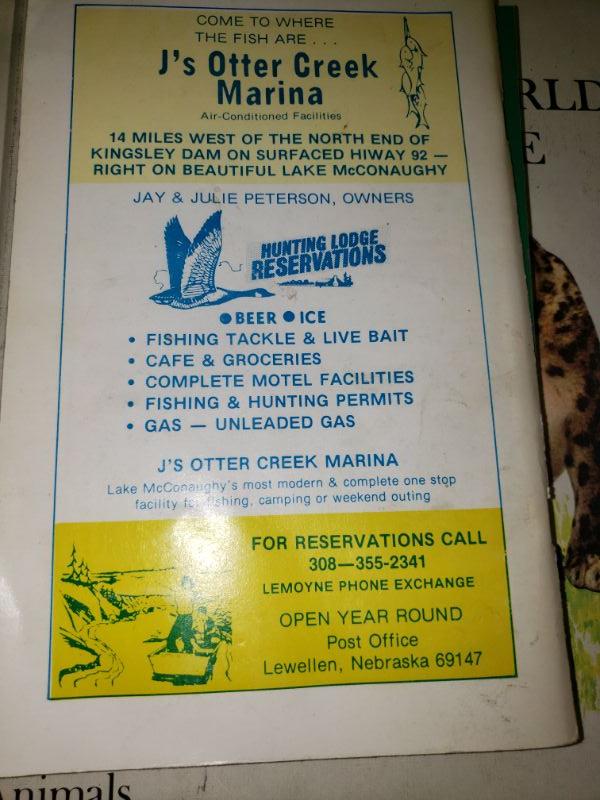 COME TO WHERE
THE FISH ARE . . .
J's Otter Creek
Marina
Air-Conditioned Facilities
14 MILES WEST OF THE NORTH END OF
KINGSLEY DAM ON SURFACED HIWAY 92 —
RIGHT ON BEAUTIFUL LAKE McCONAUGHY
JAY & JULIE PETERSON, OWNERS
HUNTING LODGE
RESERVATIONS
● BEER ● ICE
• FISHING TACKLE & LIVE BAIT
• CAFE & GROCERIES
• COMPLETE MOTEL FACILITIES
• FISHING & HUNTING PERMITS
• GAS — UNLEADED GAS
J'S OTTER CREEK MARINA
Lake McConaughy's most modern & complete one stop
facility for fishing, camping or weekend outing
FOR RESERVATIONS CALL
308—355-2341
LEMOYNE PHONE EXCHANGE
OPEN YEAR ROUND
Post Office
Lewellen, Nebraska 69147
RLD
E
Animals